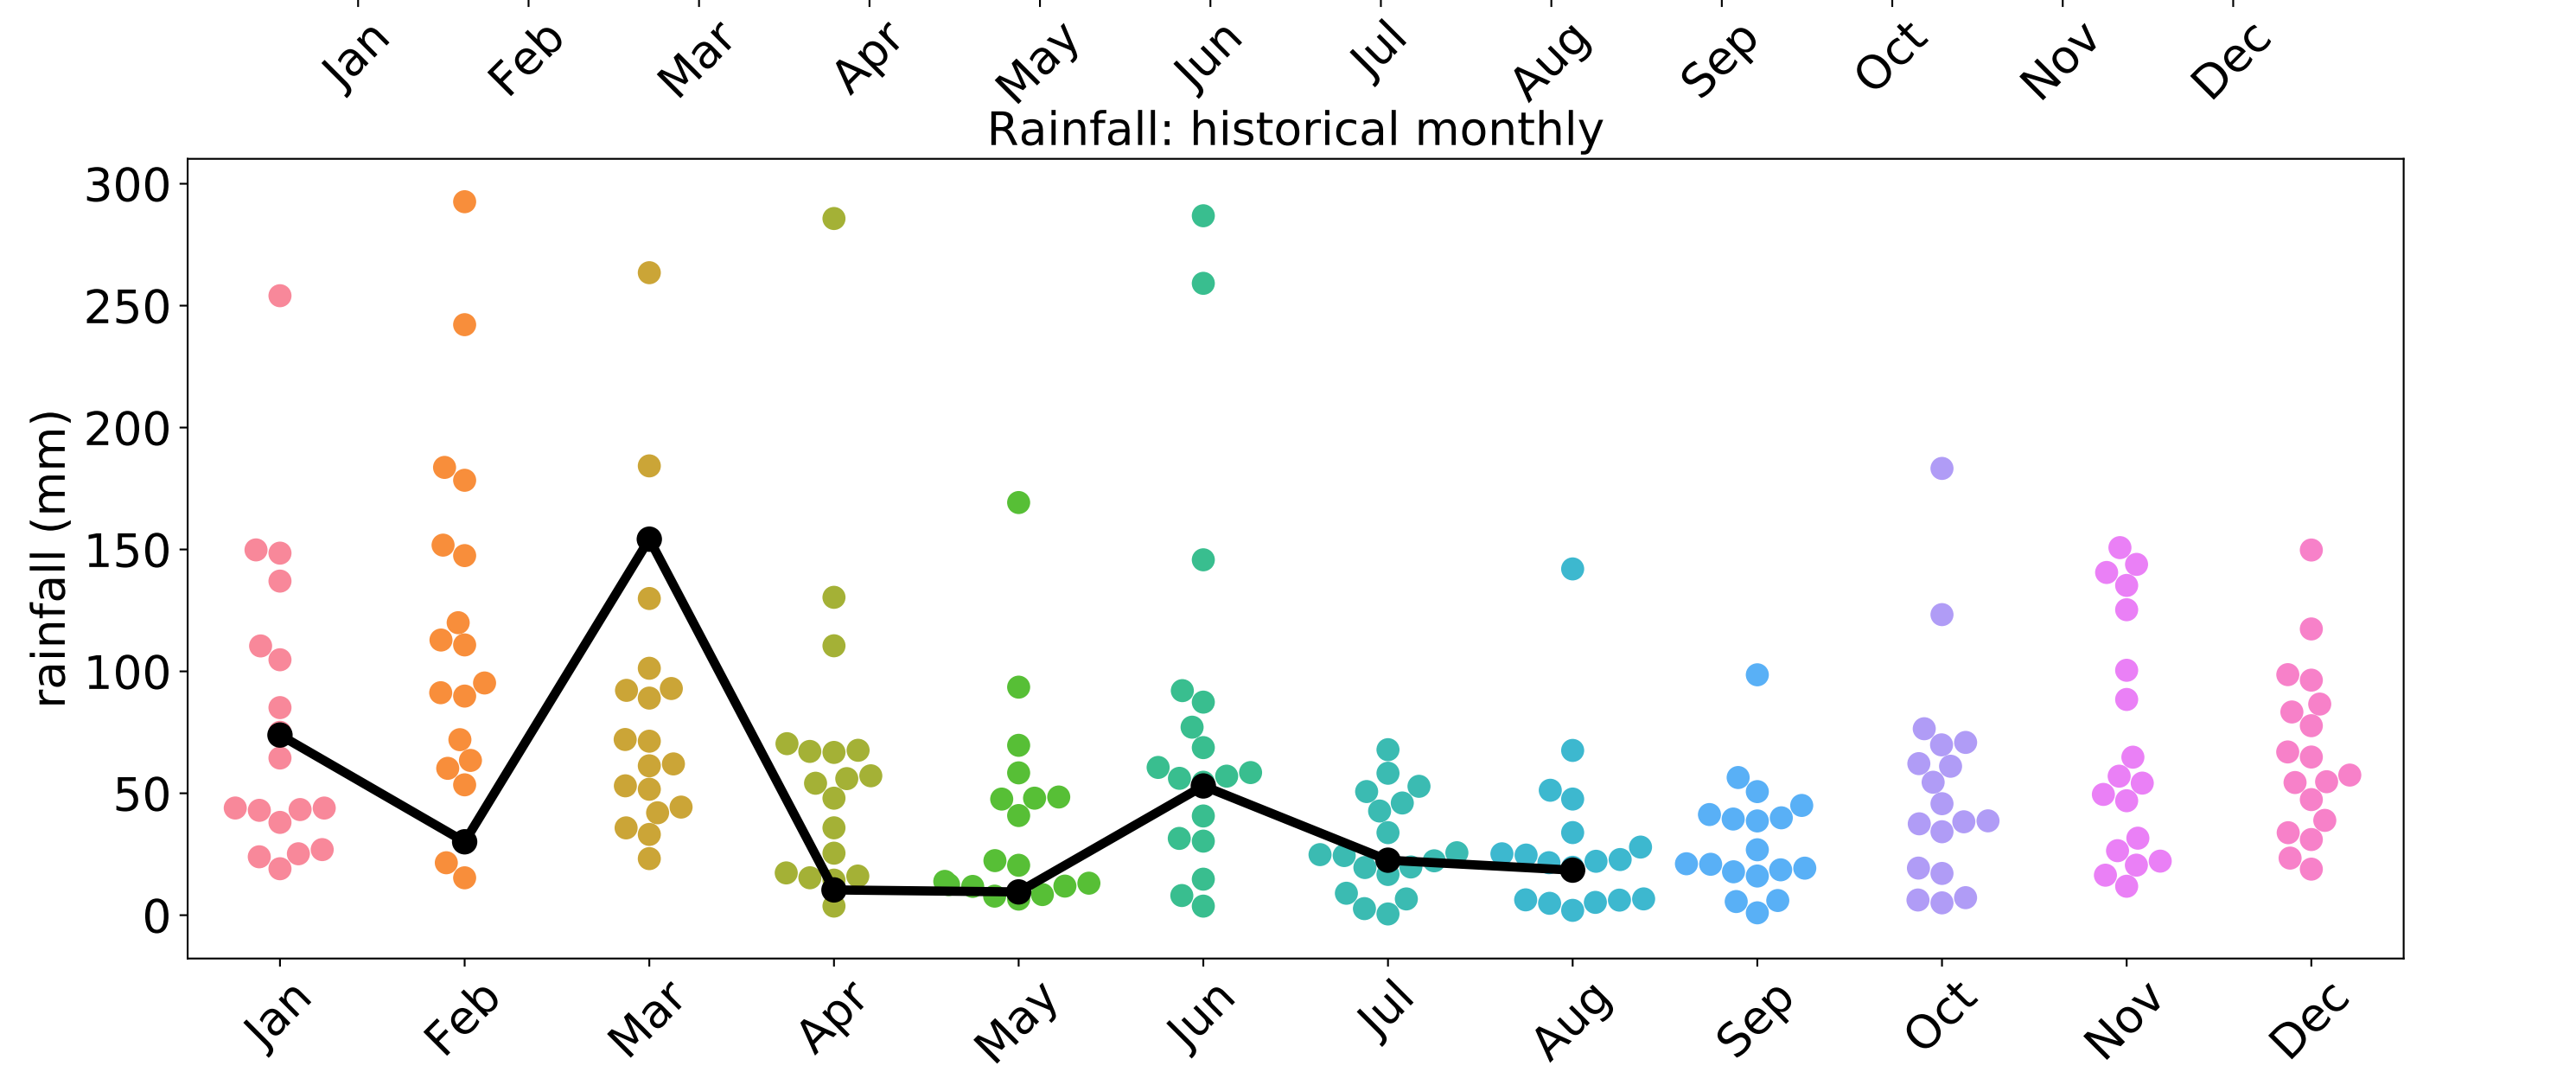 Jan Feb Mar Apr May Jun Jul Aug Sep Oct Nov Dec
Rainfall: historical monthly
300
250
200
150
100
50
0
rainfall (mm)
Jan Feb Mar Apr May Jun Jul Aug Sep Oct Nov Dec